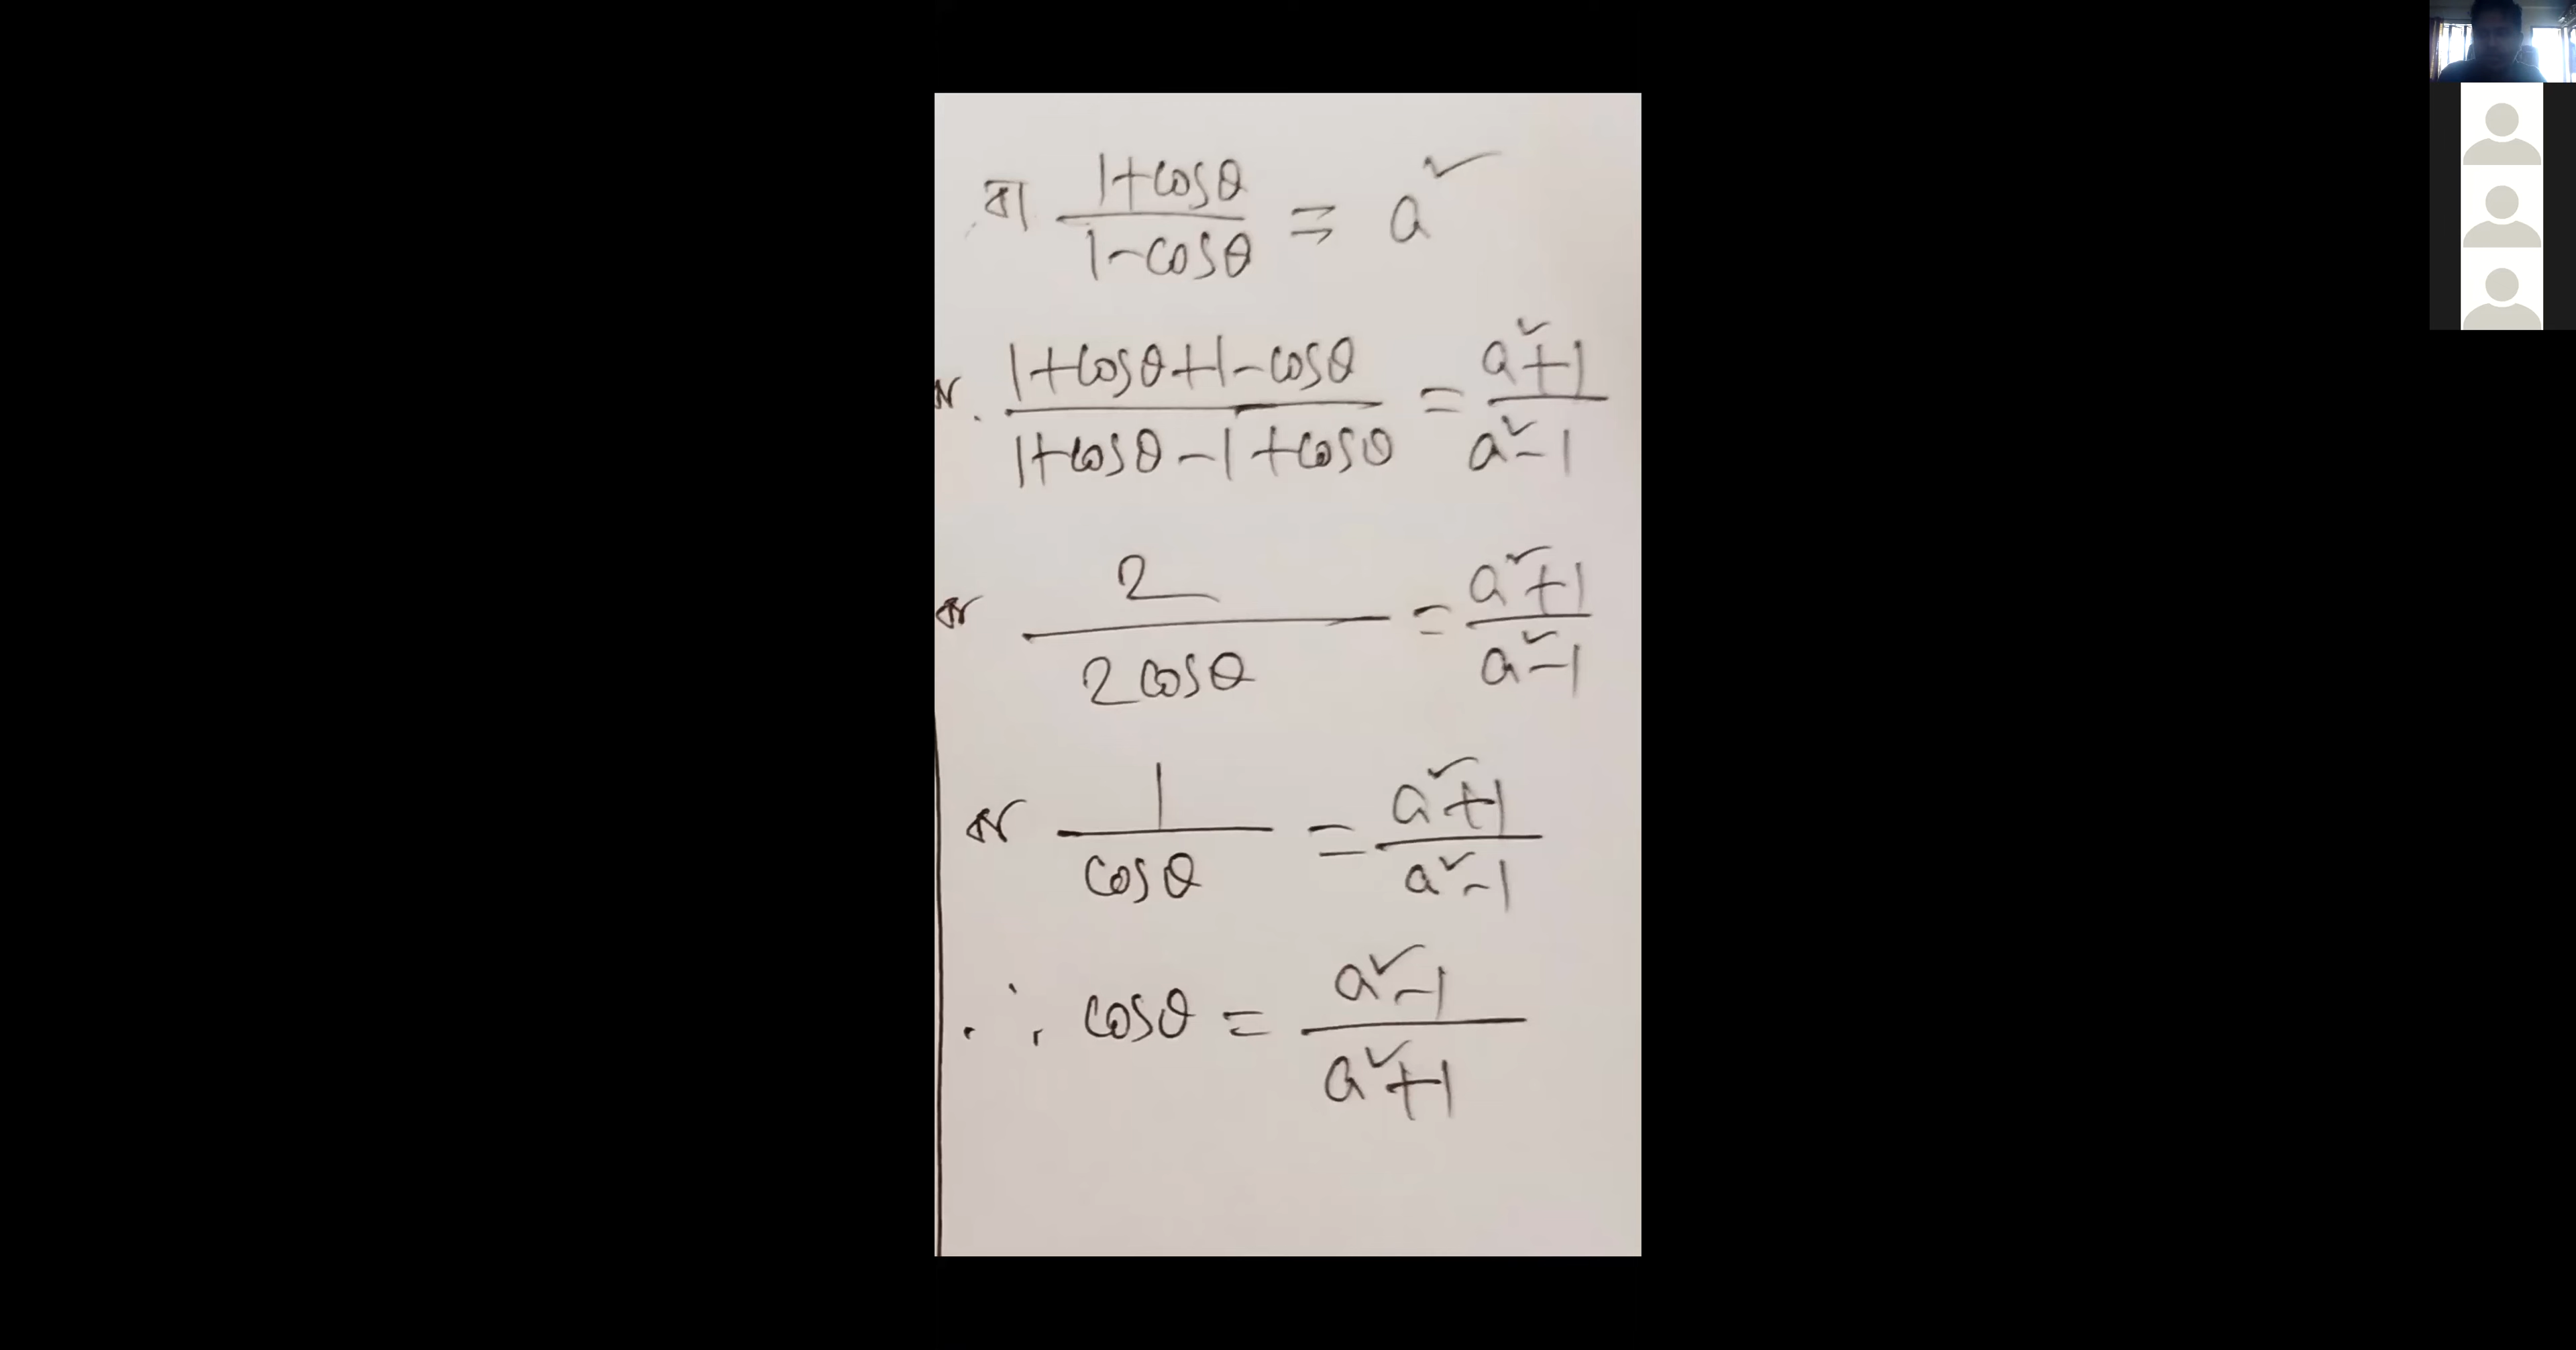 বা (1+cosθ)/(1-cosθ) = a²
বা (1+cosθ+1-cosθ)/(1+cosθ-1+cosθ) = (a²+1)/(a²-1)
বা 2/(2cosθ) = (a²+1)/(a²-1)
বা 1/cosθ = (a²+1)/(a²-1)
∴ cosθ = (a²-1)/(a²+1)